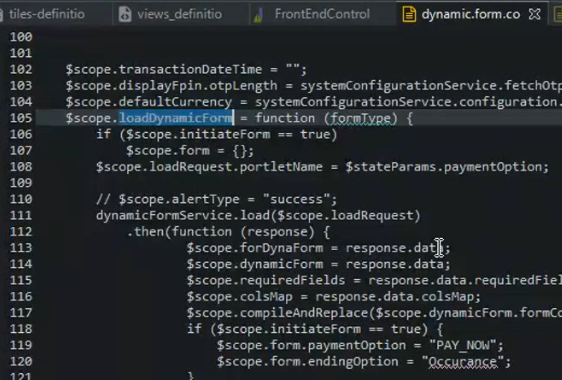 tiles-definitio views_definitio FrontEndControl dynamic.form.co
100
101
102 $scope.transactionDateTime = "";
103 $scope.displayFpin.otpLength = systemConfigurationService.fetchOtp
104 $scope.defaultCurrency = systemConfigurationService.configuration.
105 $scope.loadDynamicForm = function (formType) {
106 if ($scope.initiateForm == true)
107 $scope.form = {};
108 $scope.loadRequest.portletName = $stateParams.paymentOption;
109
110 // $scope.alertType = "success";
111 dynamicFormService.load($scope.loadRequest)
112 .then(function (response) {
113 $scope.forDynaForm = response.data;
114 $scope.dynamicForm = response.data;
115 $scope.requiredFields = response.data.requiredFiel
116 $scope.colsMap = response.data.colsMap;
117 $scope.compileAndReplace($scope.dynamicForm.formCo
118 if ($scope.initiateForm == true) {
119 $scope.form.paymentOption = "PAY_NOW";
120 $scope.form.endingOption = "Occurance";
121 }